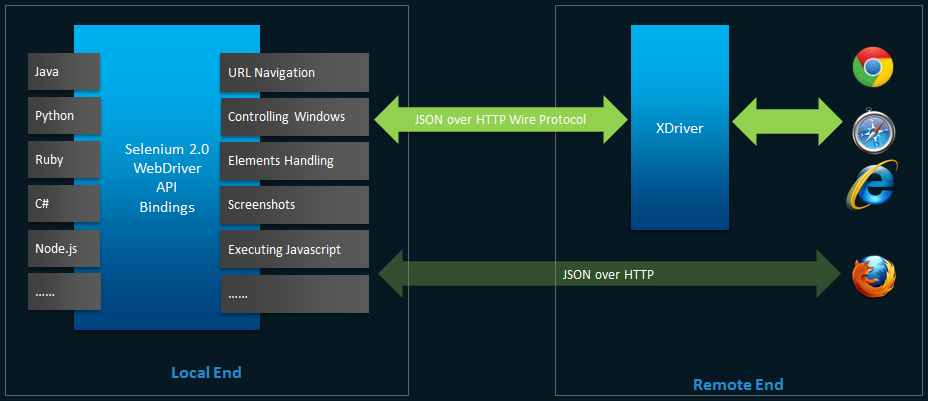 Java
Python
Ruby
C#
Node.js
......
Selenium 2.0
WebDriver
API
Bindings
URL Navigation
Controlling Windows
Elements Handling
Screenshots
Executing Javascript
......
Local End
JSON over HTTP Wire Protocol
XDriver
JSON over HTTP
Remote End